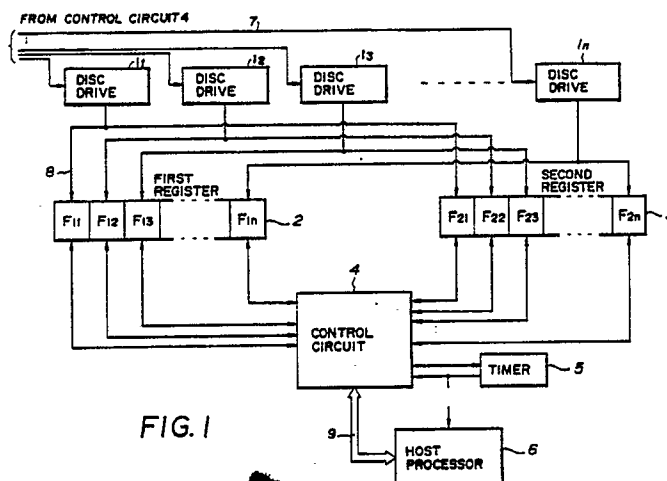 FROM CONTROL CIRCUIT 4
7
11
12
13
1n
DISC DRIVE
DISC DRIVE
DISC DRIVE
DISC DRIVE
8
FIRST REGISTER
SECOND REGISTER
F11 F12 F13 F1n
2
F21 F22 F23 F2n
4
CONTROL CIRCUIT
TIMER
5
FIG. 1
9
HOST PROCESSOR
6